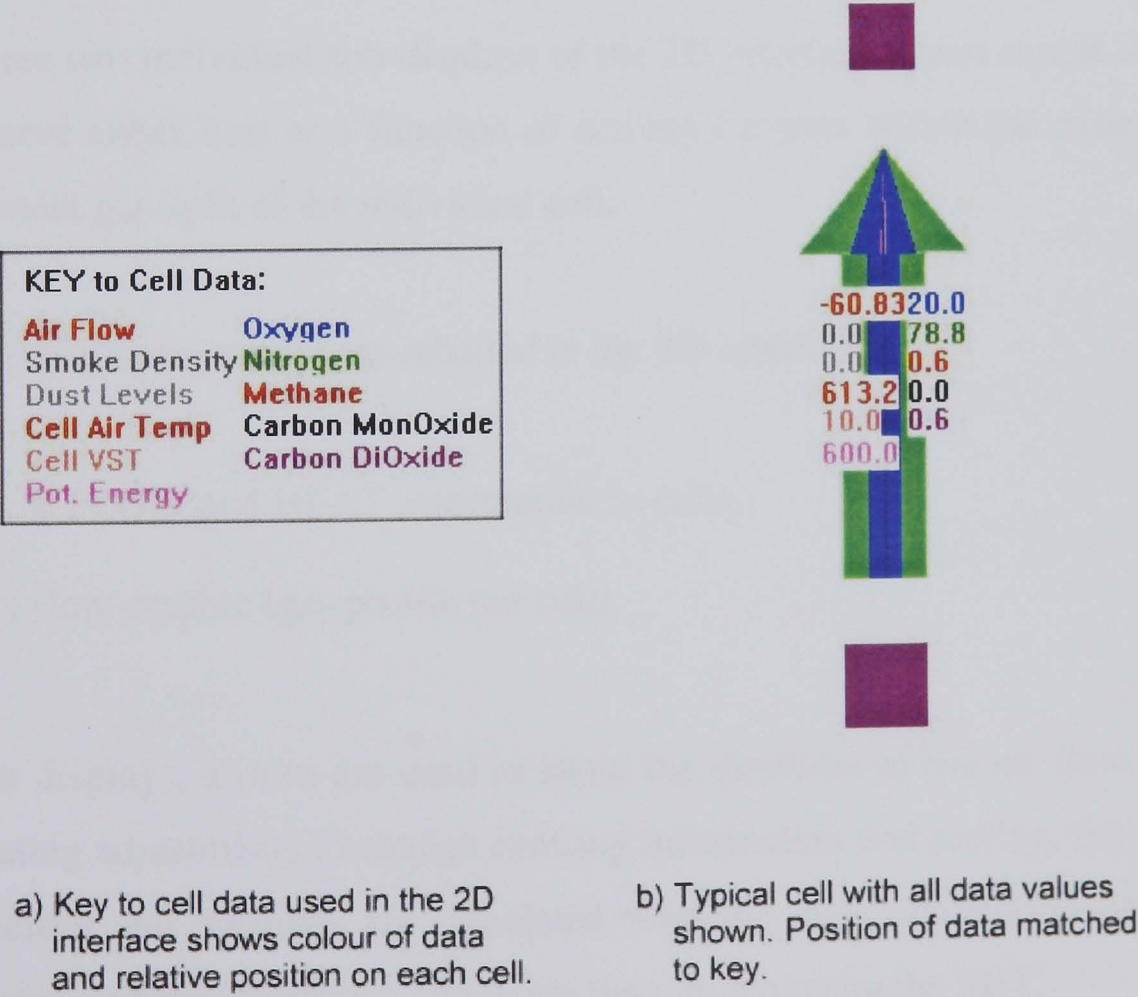 KEY to Cell Data:
Air Flow Oxygen
Smoke Density Nitrogen
Dust Levels Methane
Cell Air Temp Carbon MonOxide
Cell VST Carbon DiOxide
Pot. Energy
-60.83 20.0
0.0 78.8
0.0 0.6
613.2 0.0
10.0 0.6
600.0
a) Key to cell data used in the 2D
interface shows colour of data
and relative position on each cell.
b) Typical cell with all data values
shown. Position of data matched
to key.